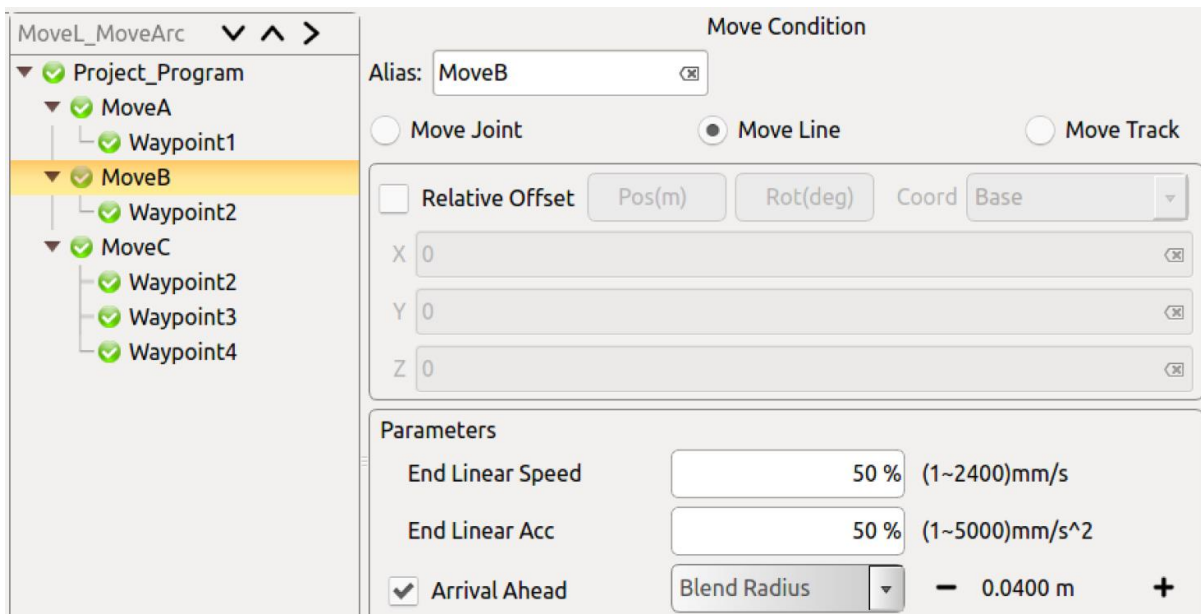 MoveL_MoveArc
Project_Program
MoveA
Waypoint1
MoveB
Waypoint2
MoveC
Waypoint2
Waypoint3
Waypoint4
Move Condition
Alias: MoveB
Move Joint Move Line Move Track
Relative Offset Pos(m) Rot(deg) Coord Base
X 0
Y 0
Z 0
Parameters
End Linear Speed 50 % (1~2400)mm/s
End Linear Acc 50 % (1~5000)mm/s^2
Arrival Ahead Blend Radius − 0.0400 m +